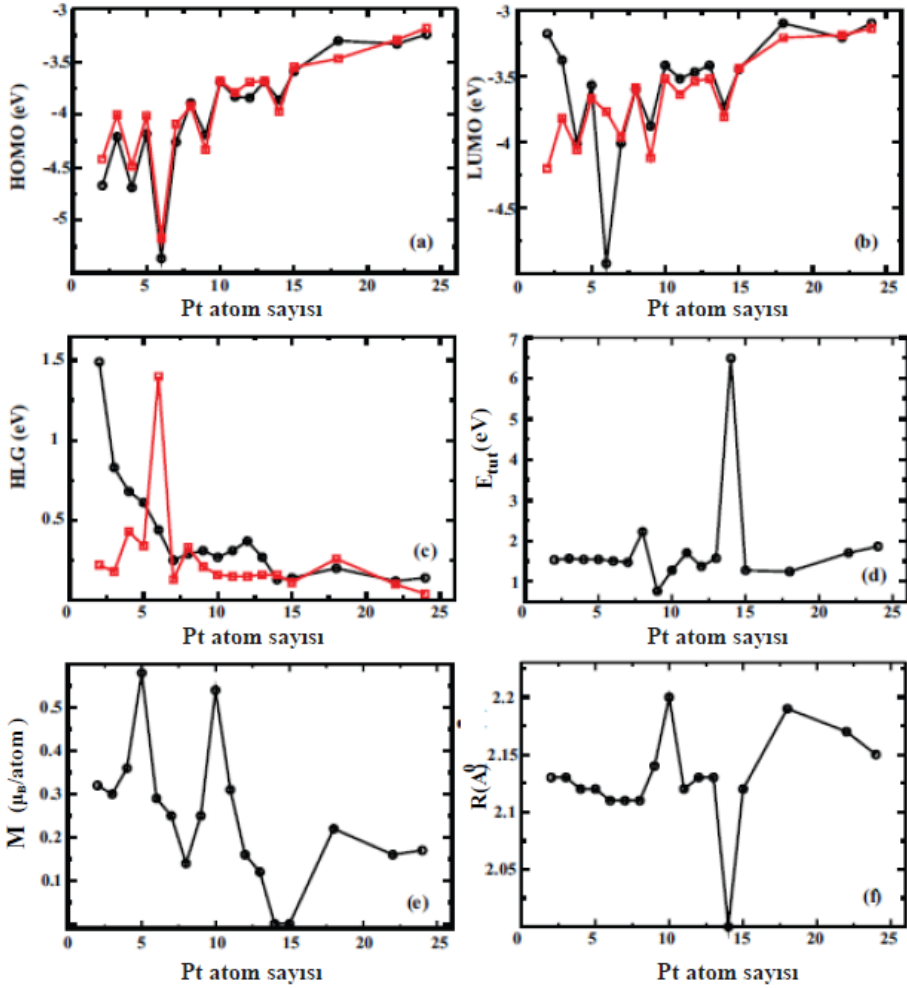 -3
-3.5
-4
-4.5
-5
HOMO (eV)
(a)
0 5 10 15 20 25
Pt atom sayısı
-3
-3.5
-4
-4.5
LUMO (eV)
(b)
0 5 10 15 20 25
Pt atom sayısı
1.5
1
0.5
HLG (eV)
(c)
0 5 10 15 20 25
Pt atom sayısı
7
6
5
4
3
2
1
E_tut(eV)
(d)
0 5 10 15 20 25
Pt atom sayısı
0.5
0.4
0.3
0.2
0.1
0
M (μB/atom )
(e)
0 5 10 15 20 25
Pt atom sayısı
2.2
2.15
2.1
2.05
R(A⁰)
(f)
0 5 10 15 20 25
Pt atom sayısı